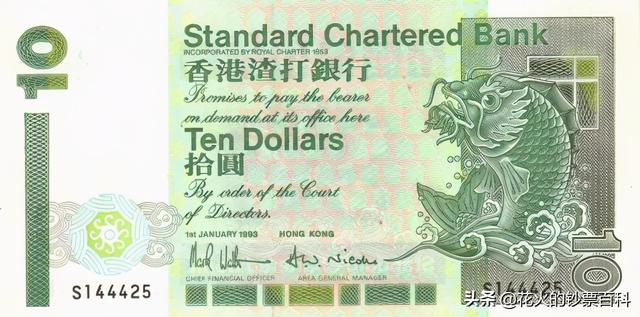 10
Standard Chartered Bank
INCORPORATED BY ROYAL CHARTER 1853
香港渣打銀行
Promises to pay the bearer
on demand at its office here
Ten Dollars
拾圓
By order of the Court
of Directors.
1ST JANUARY 1993 HONG KONG
CHIEF FINANCIAL OFFICER AREA GENERAL MANAGER
S144425
S144425
10
头条 @花火的钞票百科